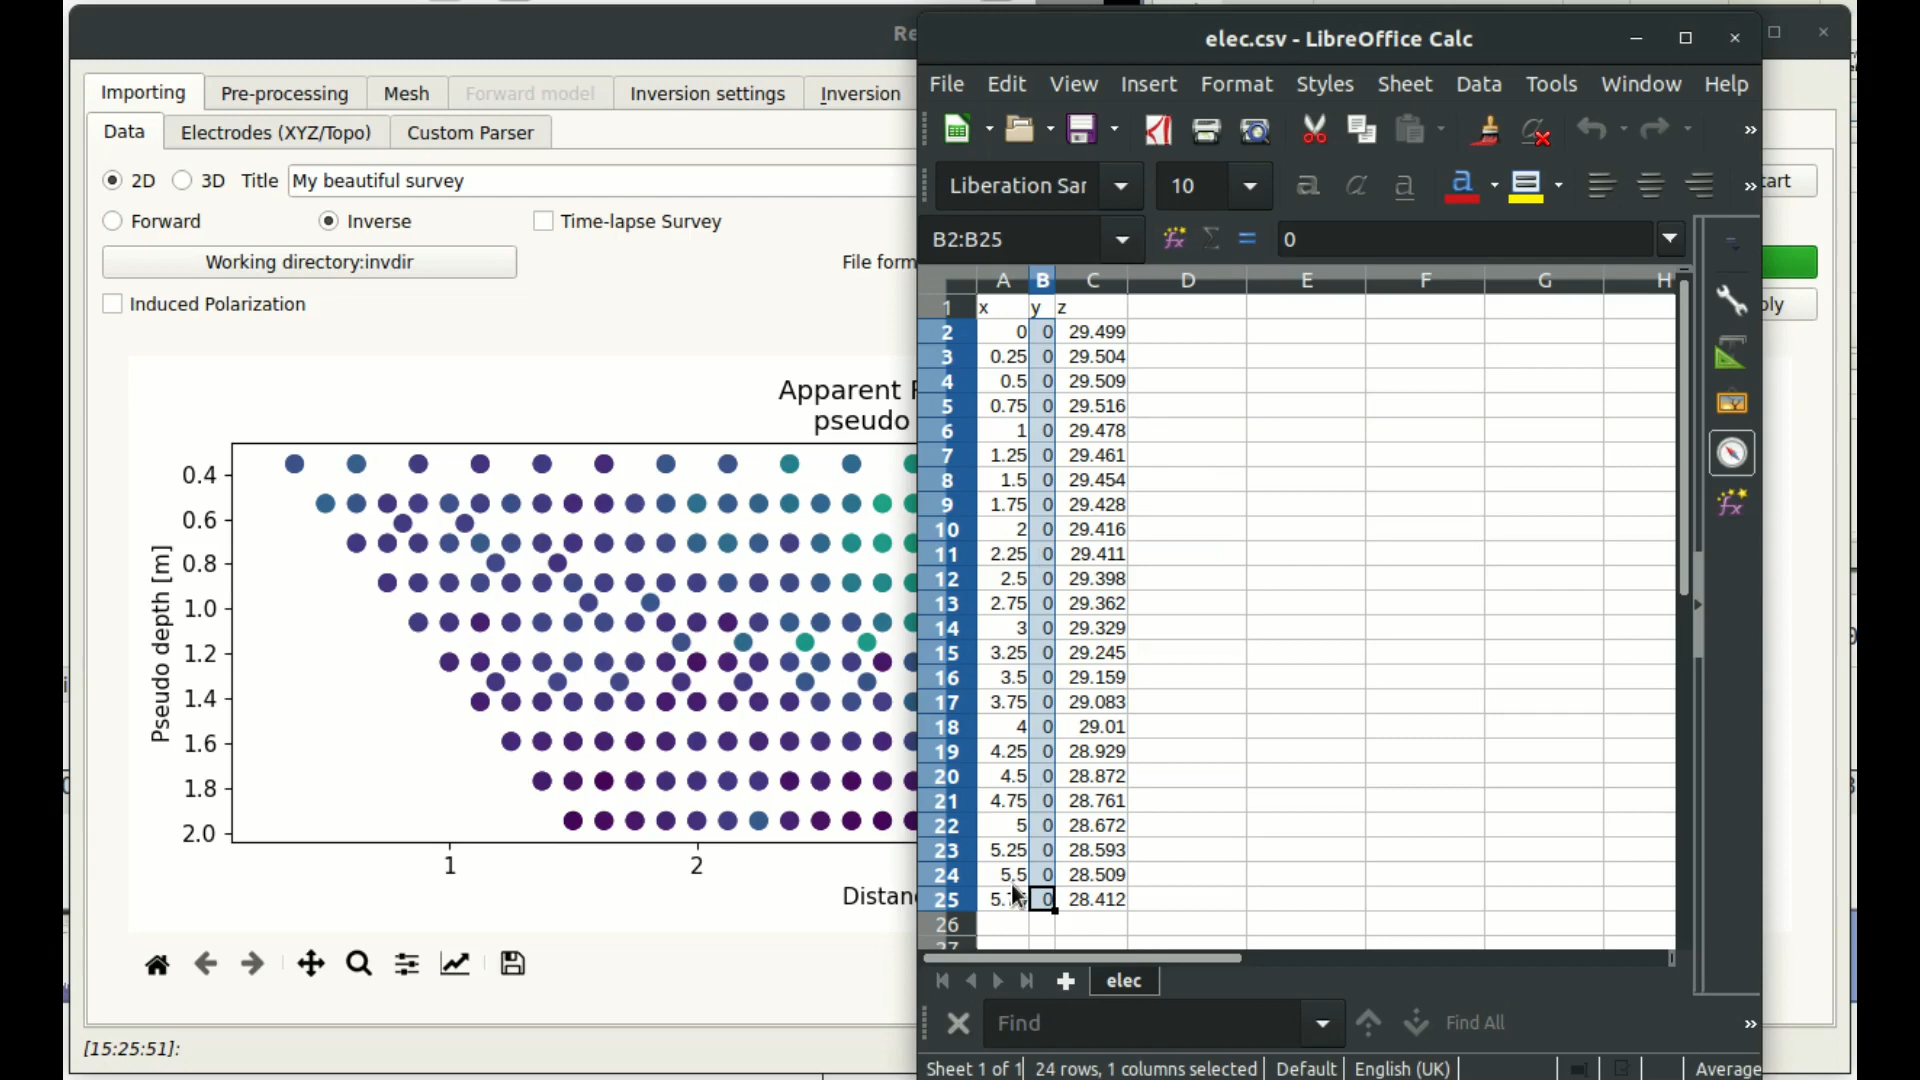 Re
Importing Pre-processing Mesh Forward model Inversion settings Inversion
Data Electrodes (XYZ/Topo) Custom Parser
2D 3D Title My beautiful survey
Forward Inverse Time-lapse Survey
Working directory:invdir File form
Induced Polarization
Apparent
pseudo
Pseudo depth [m]
0.4
0.6
0.8
1.0
1.2
1.4
1.6
1.8
2.0
1 2
Distan
[15:25:51]:
elec.csv - LibreOffice Calc
File Edit View Insert Format Styles Sheet Data Tools Window Help
Liberation Sar 10
B2:B25 0
A B C D E F G H
1 x y z
2 0 0 29.499
3 0.25 0 29.504
4 0.5 0 29.509
5 0.75 0 29.516
6 1 0 29.478
7 1.25 0 29.461
8 1.5 0 29.454
9 1.75 0 29.428
10 2 0 29.416
11 2.25 0 29.411
12 2.5 0 29.398
13 2.75 0 29.362
14 3 0 29.329
15 3.25 0 29.245
16 3.5 0 29.159
17 3.75 0 29.083
18 4 0 29.01
19 4.25 0 28.929
20 4.5 0 28.872
21 4.75 0 28.761
22 5 0 28.672
23 5.25 0 28.593
24 5.5 0 28.509
25 5. 0 28.412
26
27
elec
Find Find All
Sheet 1 of 1 24 rows, 1 columns selected Default English (UK) Average
tart
ply